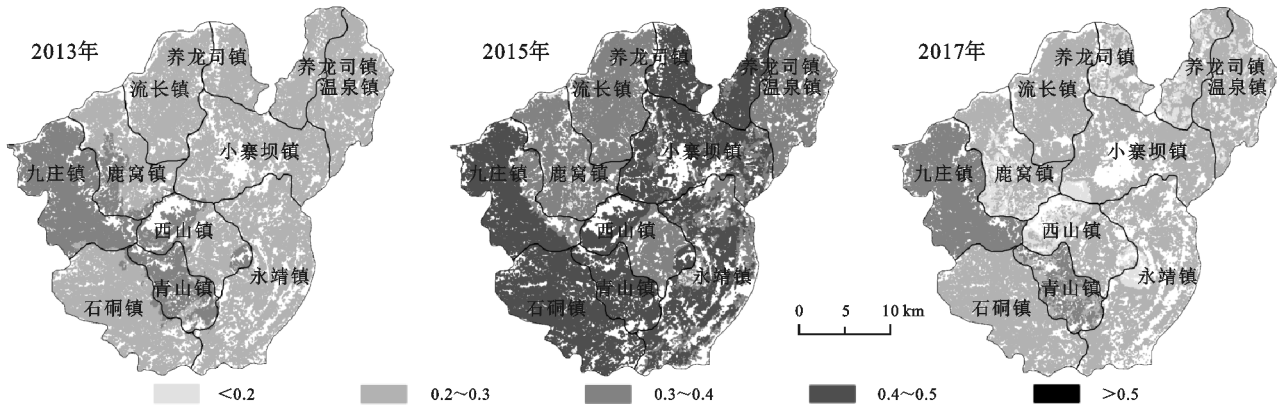 2013年
养龙司镇
养龙司镇
流长镇
温泉镇
小寨坝镇
九庄镇
鹿窝镇
西山镇
永靖镇
青山镇
石硐镇
2015年
养龙司镇
养龙司镇
流长镇
温泉镇
小寨坝镇
九庄镇
鹿窝镇
西山镇
永靖镇
青山镇
石硐镇
2017年
养龙司镇
养龙司镇
流长镇
温泉镇
小寨坝镇
九庄镇
鹿窝镇
西山镇
永靖镇
青山镇
石硐镇
0 5 10 km
<0.2 0.2~0.3 0.3~0.4 0.4~0.5 >0.5